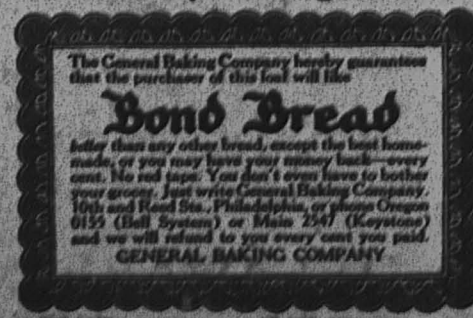 The General Baking Company hereby guarantees
that the purchaser of this loaf will like
Bond Bread
better than any other bread, except the best home-
made, or you may have your money back—every
cent. No red tape. You don't even have to bother
your grocer. Just write General Baking Company,
10th and Reed Sts., Philadelphia, or phone Oregon
0155 (Bell System) or Main 2547 (Keystone)
and we will refund to you every cent you paid.
GENERAL BAKING COMPANY